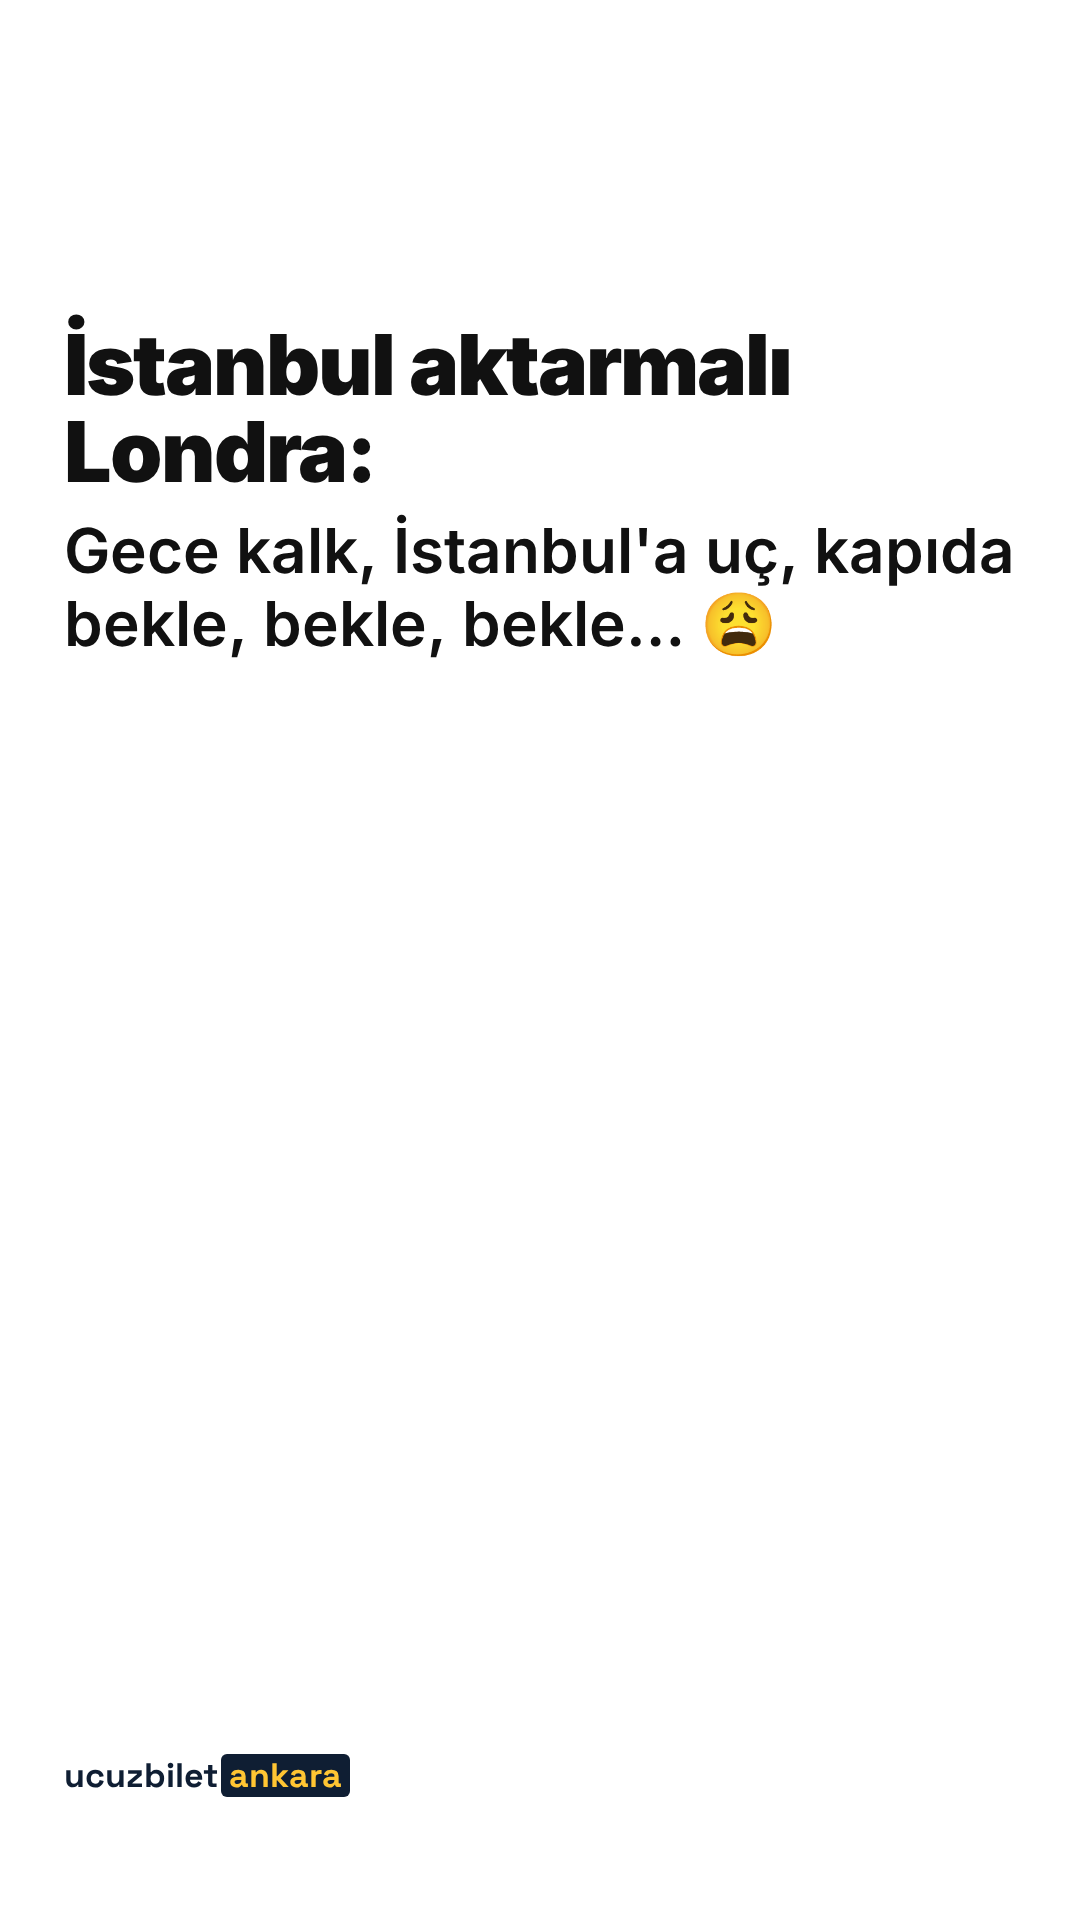 İstanbul aktarmalı
Londra:
Gece kalk, İstanbul'a uç, kapıda
bekle, bekle, bekle... 😩
ucuzbilet ankara